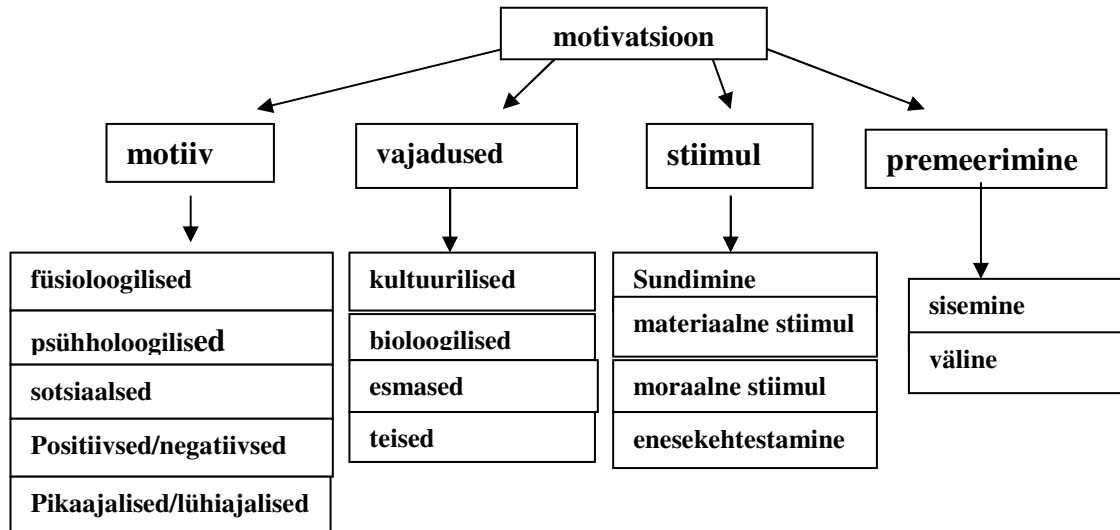 motivatsioon
motiiv
vajadused
stiimul
premeerimine
füsioloogilised
psühholoogilised
sotsiaalsed
Positiivsed/negatiivsed
Pikaajalised/lühiajalised
kultuurilised
bioloogilised
esmased
teised
Sundimine
materiaalne stiimul
moraalne stiimul
enesekehtestamine
sisemine
väline